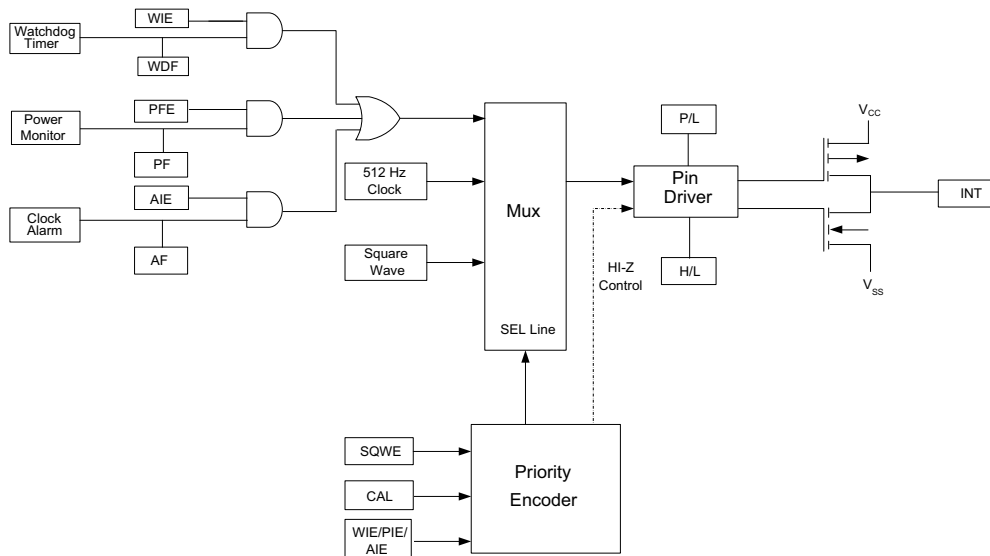 WIE
Watchdog
Timer
WDF
PFE
Power
Monitor
PF
AIE
Clock
Alarm
AF
512 Hz
Clock
Square
Wave
Mux
SEL Line
P/L
Pin
Driver
H/L
HI-Z
Control
VCC
INT
VSS
SQWE
CAL
WIE/PIE/
AIE
Priority
Encoder